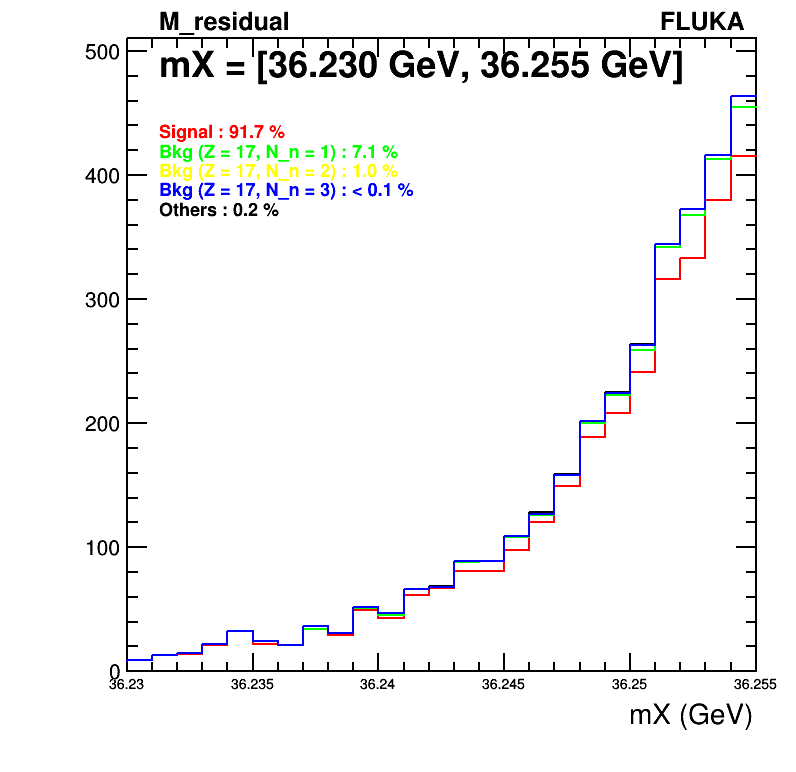 M_residual FLUKA
mX = [36.230 GeV, 36.255 GeV]
Signal : 91.7 %
Bkg (Z = 17, N_n = 1) : 7.1 %
Bkg (Z = 17, N_n = 2) : 1.0 %
Bkg (Z = 17, N_n = 3) : < 0.1 %
Others : 0.2 %
500
400
300
200
100
0
36.23 36.235 36.24 36.245 36.25 36.255
mX (GeV)